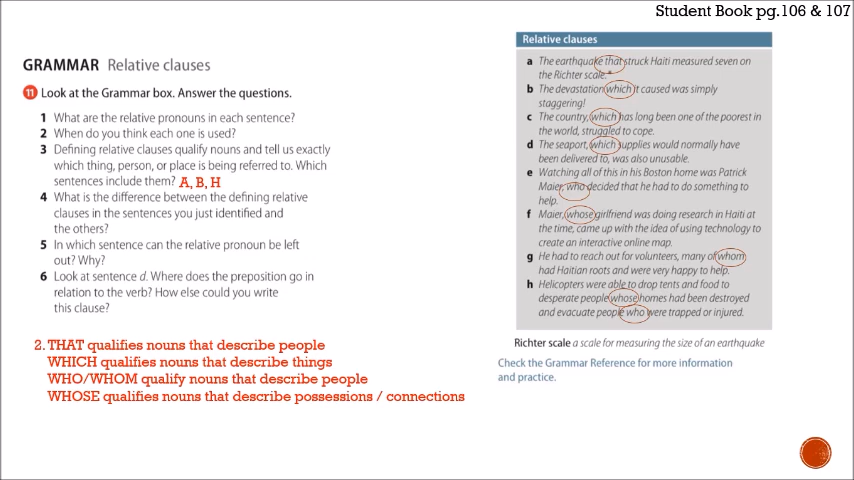 Student Book pg.106 & 107
GRAMMAR Relative clauses
11 Look at the Grammar box. Answer the questions.
1 What are the relative pronouns in each sentence?
2 When do you think each one is used?
3 Defining relative clauses qualify nouns and tell us exactly
which thing, person, or place is being referred to. Which
sentences include them? A, B, H
4 What is the difference between the defining relative
clauses in the sentences you just identified and
the others?
5 In which sentence can the relative pronoun be left
out? Why?
6 Look at sentence d. Where does the preposition go in
relation to the verb? How else could you write
this clause?
2. THAT qualifies nouns that describe people
WHICH qualifies nouns that describe things
WHO/WHOM qualify nouns that describe people
WHOSE qualifies nouns that describe possessions / connections
Relative clauses
a The earthquake that struck Haiti measured seven on
the Richter scale.*
b The devastation which it caused was simply
staggering!
c The country, which has long been one of the poorest in
the world, struggled to cope.
d The seaport, which supplies would normally have
been delivered to, was also unusable.
e Watching all of this in his Boston home was Patrick
Maier, who decided that he had to do something to
help.
f Maier, whose girlfriend was doing research in Haiti at
the time, came up with the idea of using technology to
create an interactive online map.
g He had to reach out for volunteers, many of whom
had Haitian roots and were very happy to help.
h Helicopters were able to drop tents and food to
desperate people whose homes had been destroyed
and evacuate people who were trapped or injured.
Richter scale a scale for measuring the size of an earthquake
Check the Grammar Reference for more information
and practice.